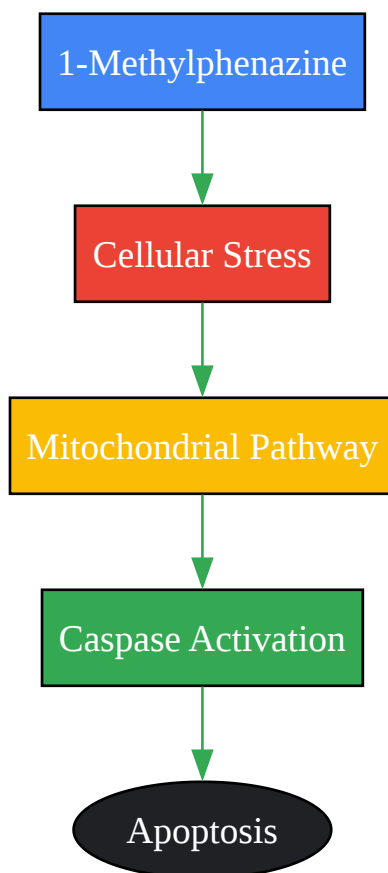 1-Methylphenazine
Cellular Stress
Mitochondrial Pathway
Caspase Activation
Apoptosis